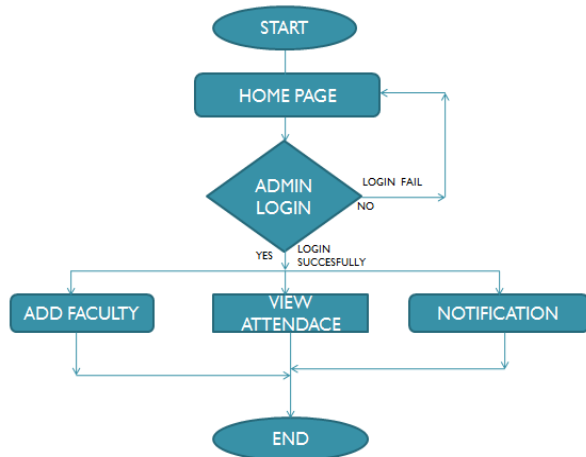 START
HOME PAGE
ADMIN
LOGIN
LOGIN FAIL
NO
YES
LOGIN
SUCCESFULLY
ADD FACULTY
VIEW
ATTENDACE
NOTIFICATION
END